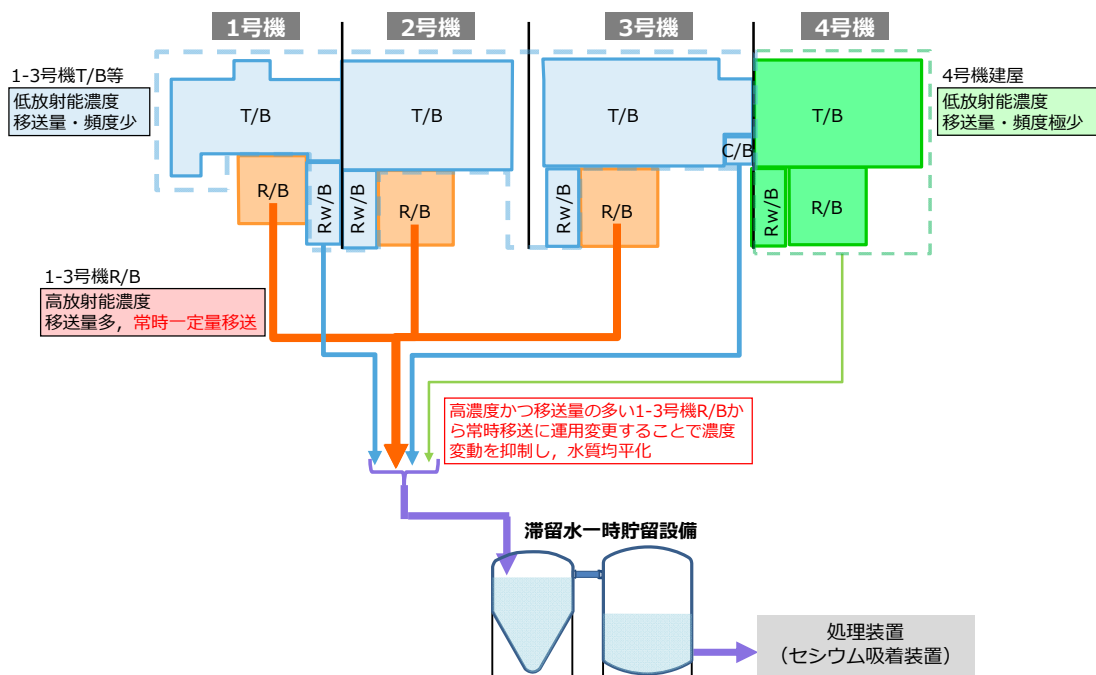 1号機
2号機
3号機
4号機
1-3号機T/B等
低放射能濃度
移送量・頻度少
4号機建屋
低放射能濃度
移送量・頻度極少
T/B
T/B
T/B
T/B
C/B
R/B
Rw/B
Rw/B
R/B
Rw/B
R/B
Rw/B
R/B
1-3号機R/B
高放射能濃度
移送量多，常時一定量移送
高濃度かつ移送量の多い1-3号機R/Bか
ら常時移送に運用変更することで濃度
変動を抑制し，水質均平化
滞留水一時貯留設備
処理装置
（セシウム吸着装置）